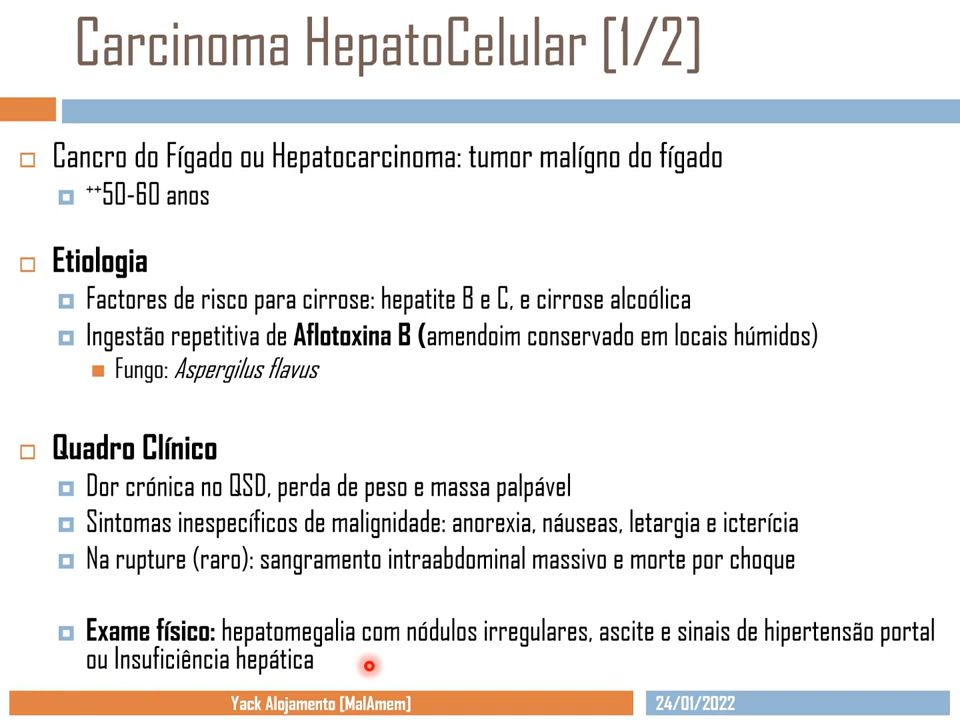 Carcinoma HepatoCelular [1/2]
Cancro do Fígado ou Hepatocarcinoma: tumor malígno do fígado
++50-60 anos
Etiologia
Factores de risco para cirrose: hepatite B e C, e cirrose alcoólica
Ingestão repetitiva de Aflotoxina B (amendoim conservado em locais húmidos)
Fungo: Aspergilus flavus
Quadro Clínico
Dor crónica no QSD, perda de peso e massa palpável
Sintomas inespecíficos de malignidade: anorexia, náuseas, letargia e icterícia
Na rupture (raro): sangramento intraabdominal massivo e morte por choque
Exame físico: hepatomegalia com nódulos irregulares, ascite e sinais de hipertensão portal
ou Insuficiência hepática
Yack Alojamento [MalAmem]
24/01/2022